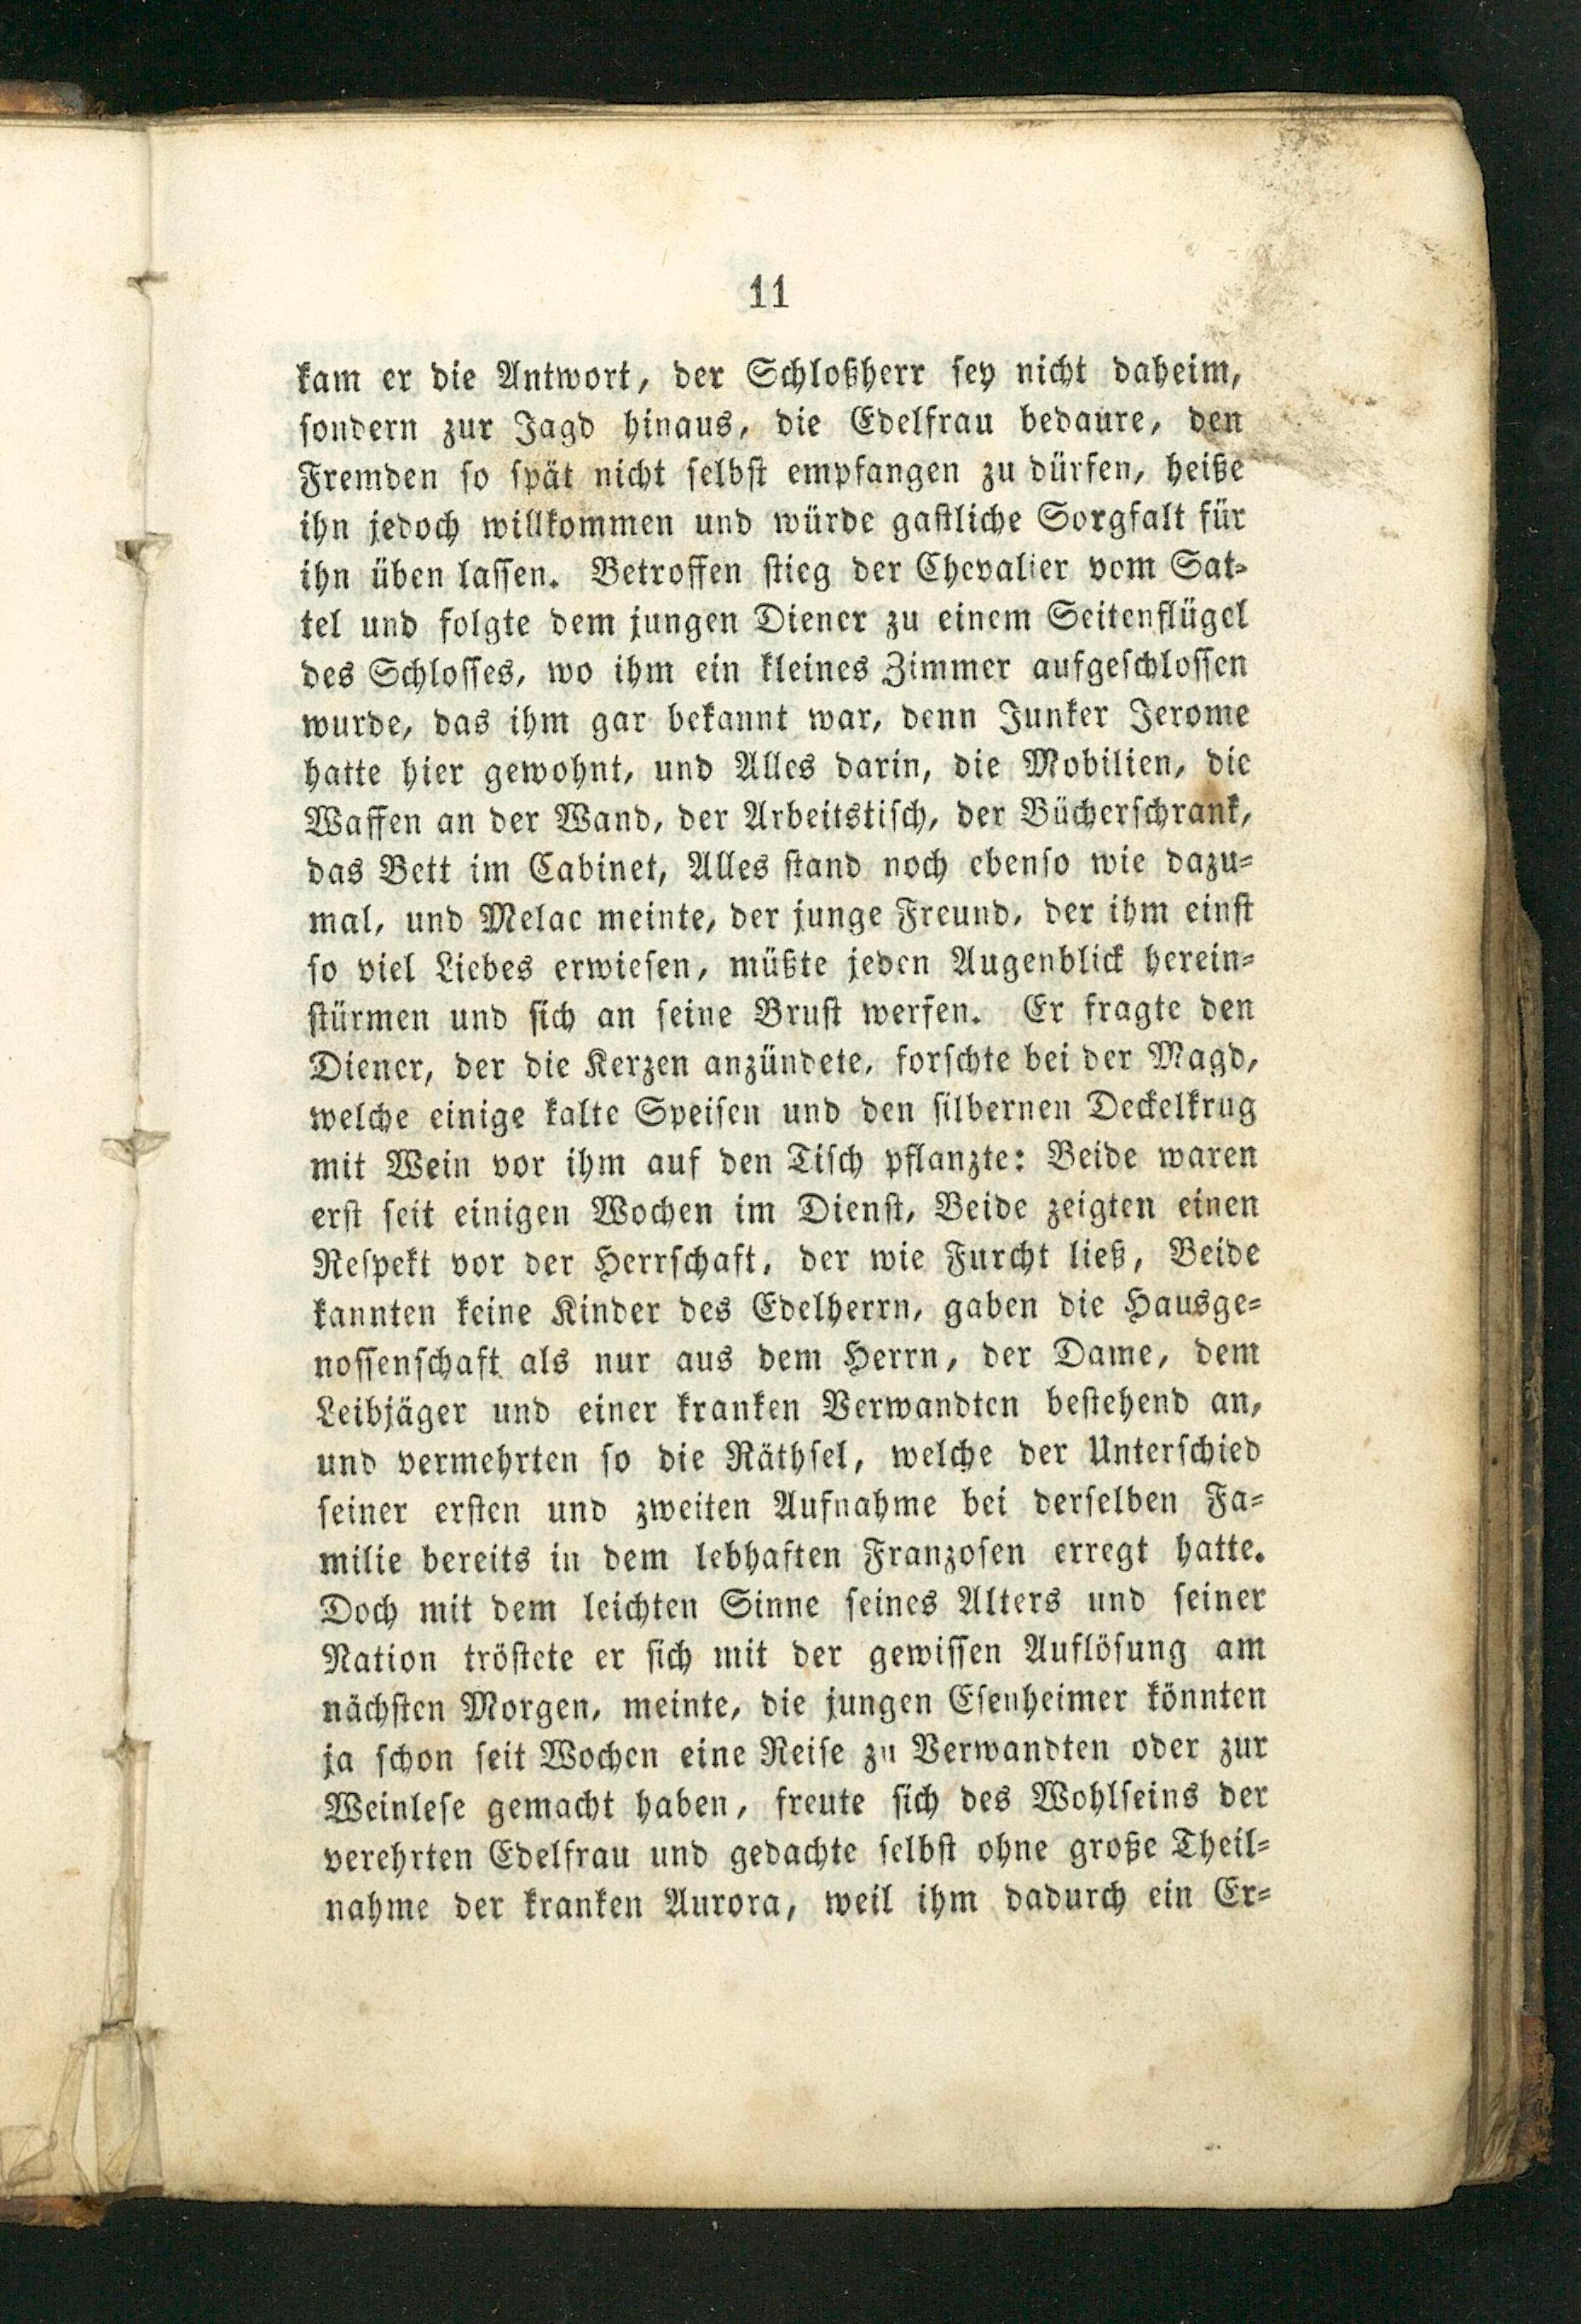 11
kam er die Antwort, der Schloßherr sey nicht daheim,
sondern zur Jagd hinaus, die Edelfrau bedaure, den
Fremden so spät nicht selbst empfangen zu dürfen, heiße
ihn jedoch willkommen und würde gastliche Sorgfalt für
ihn üben lassen. Betroffen stieg der Chevalier vom Sat-
tel und folgte dem jungen Diener zu einem Seitenflügel
des Schlosses, wo ihm ein kleines Zimmer aufgeschlossen
wurde, das ihm gar bekannt war, denn Junker Jerome
hatte hier gewohnt, und Alles darin, die Mobilien, die
Waffen an der Wand, der Arbeitstisch, der Bücherschrank,
das Bett im Cabinet, Alles stand noch ebenso wie dazu-
mal, und Melac meinte, der junge Freund, der ihm einst
so viel Liebes erwiesen, müßte jeden Augenblick herein-
stürmen und sich an seine Brust werfen. Er fragte den
Diener, der die Kerzen anzündete, forschte bei der Magd,
welche einige kalte Speisen und den silbernen Deckelkrug
mit Wein vor ihm auf den Tisch pflanzte: Beide waren
erst seit einigen Wochen im Dienst, Beide zeigten einen
Respekt vor der Herrschaft, der wie Furcht ließ, Beide
kannten keine Kinder des Edelherrn, gaben die Hausge-
nossenschaft als nur aus dem Herrn, der Dame, dem
Leibjäger und einer kranken Verwandten bestehend an,
und vermehrten so die Räthsel, welche der Unterschied
seiner ersten und zweiten Aufnahme bei derselben Fa-
milie bereits in dem lebhaften Franzosen erregt hatte.
Doch mit dem leichten Sinne seines Alters und seiner
Nation tröstete er sich mit der gewissen Auflösung am
nächsten Morgen, meinte, die jungen Esenheimer könnten
ja schon seit Wochen eine Reise zu Verwandten oder zur
Weinlese gemacht haben, freute sich des Wohlseins der
verehrten Edelfrau und gedachte selbst ohne große Theil-
nahme der kranken Aurora, weil ihm dadurch ein Er-